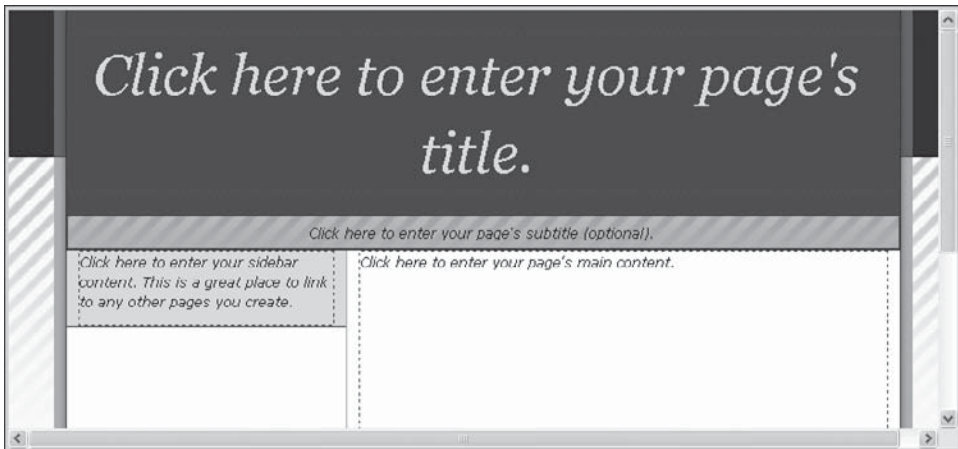 Click here to enter your page's
title.
Click here to enter your page's subtitle (optional).
Click here to enter your sidebar
content. This is a great place to link
to any other pages you create.
Click here to enter your page's main content.